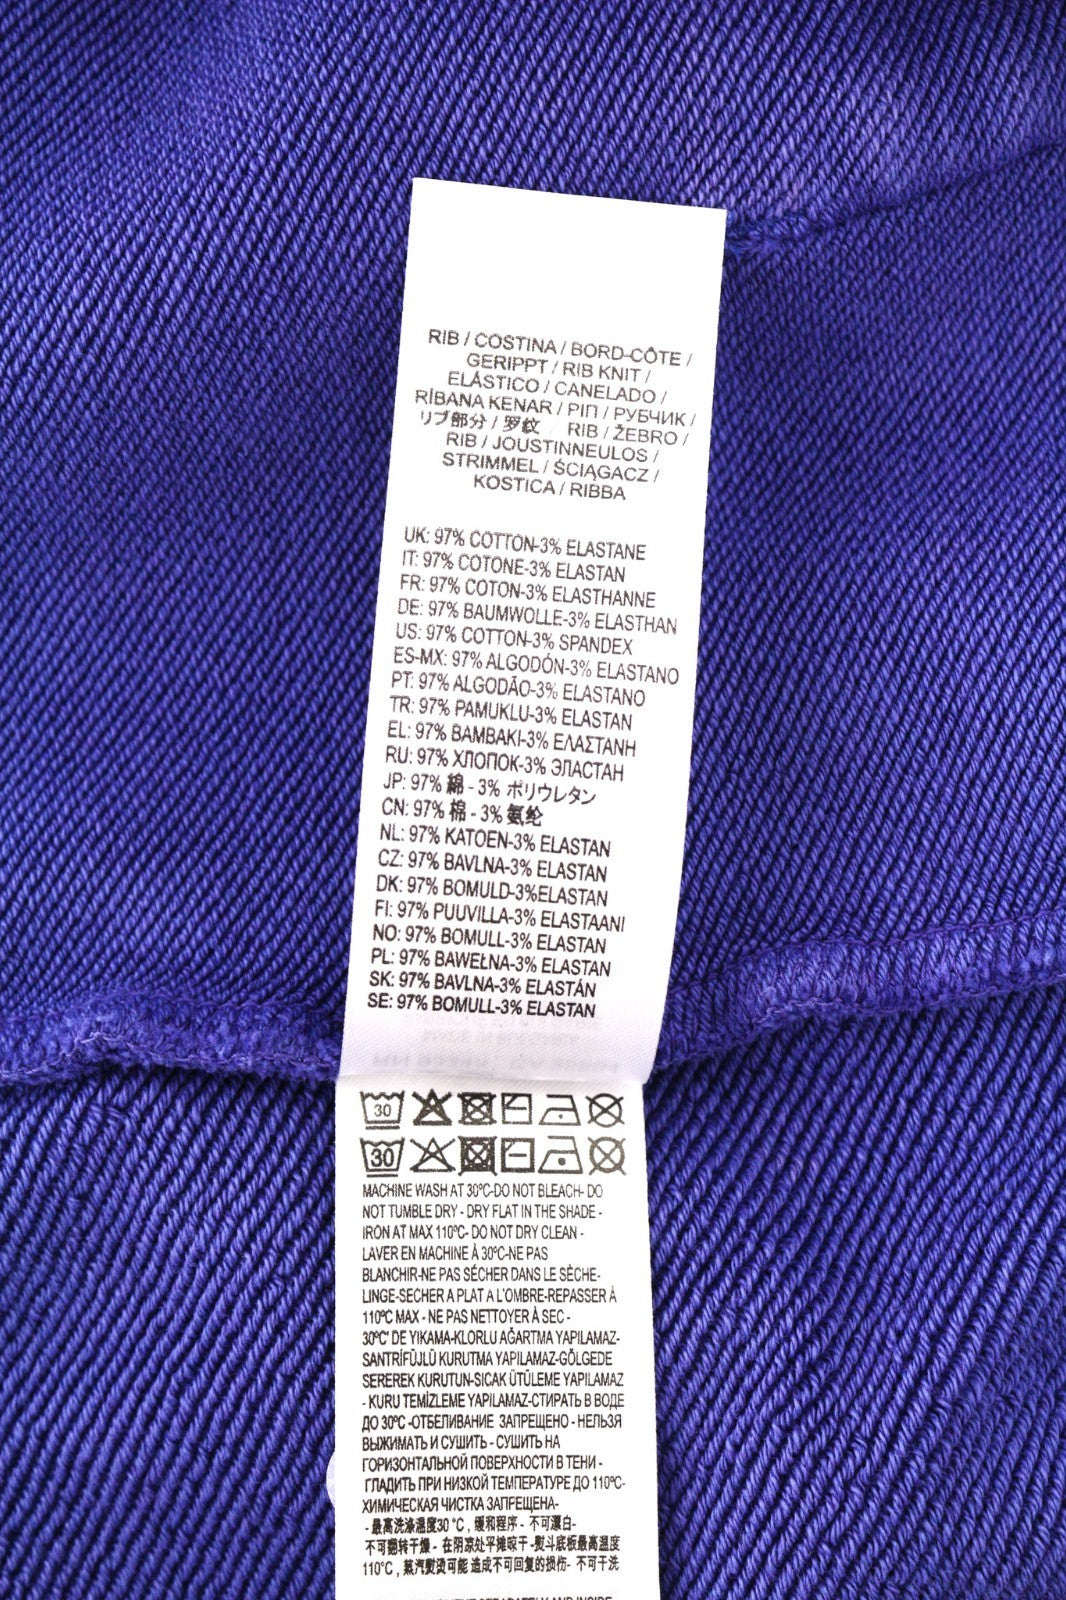 RIB / COSTINA / BORD-CÔTE /
GERIPPT / RIB KNIT /
ELÁSTICO / CANELADO /
RİBANA KENAR / ΡΙΠ / РУБЧИК /
リブ部分 / 罗纹 / RIB / ŽEBRO /
RIB / JOUSTINNEULOS /
STRIMMEL / ŚCIĄGACZ /
KOSTICA / RIBBA
UK: 97% COTTON-3% ELASTANE
IT: 97% COTONE-3% ELASTAN
FR: 97% COTON-3% ELASTHANNE
DE: 97% BAUMWOLLE-3% ELASTHAN
US: 97% COTTON-3% SPANDEX
ES-MX: 97% ALGODÓN-3% ELASTANO
PT: 97% ALGODÃO-3% ELASTANO
TR: 97% PAMUKLU-3% ELASTAN
EL: 97% ΒΑΜΒΑΚΙ-3% ΕΛΑΣΤΑΝΗ
RU: 97% ХЛОПОК-3% ЭЛАСТАН
JP: 97% 綿 - 3% ポリウレタン
CN: 97% 棉 - 3% 氨纶
NL: 97% KATOEN-3% ELASTAN
CZ: 97% BAVLNA-3% ELASTAN
DK: 97% BOMULD-3%ELASTAN
FI: 97% PUUVILLA-3% ELASTAANI
NO: 97% BOMULL-3% ELASTAN
PL: 97% BAWEŁNA-3% ELASTAN
SK: 97% BAVLNA-3% ELASTÁN
SE: 97% BOMULL-3% ELASTAN
30
30
MACHINE WASH AT 30ºC-DO NOT BLEACH- DO
NOT TUMBLE DRY - DRY FLAT IN THE SHADE -
IRON AT MAX 110ºC- DO NOT DRY CLEAN -
LAVER EN MACHINE À 30ºC-NE PAS
BLANCHIR-NE PAS SÉCHER DANS LE SÈCHE-
LINGE-SECHER A PLAT A L'OMBRE-REPASSER À
110ºC MAX - NE PAS NETTOYER À SEC -
30ºC' DE YIKAMA-KLORLU AĞARTMA YAPILAMAZ-
SANTRİFÜJLÜ KURUTMA YAPILAMAZ-GÖLGEDE
SEREREK KURUTUN-SICAK ÜTÜLEME YAPILAMAZ
- KURU TEMİZLEME YAPILAMAZ-СТИРАТЬ В ВОДЕ
ДО 30ºC -ОТБЕЛИВАНИЕ ЗАПРЕЩЕНО - НЕЛЬЗЯ
ВЫЖИМАТЬ И СУШИТЬ - СУШИТЬ НА
ГОРИЗОНТАЛЬНОЙ ПОВЕРХНОСТИ В ТЕНИ -
ГЛАДИТЬ ПРИ НИЗКОЙ ТЕМПЕРАТУРЕ ДО 110ºC-
ХИМИЧЕСКАЯ ЧИСТКА ЗАПРЕЩЕНА-
- 最高洗涤温度30 °C , 缓和程序 - 不可漂白-
不可翻转干燥 - 在阴凉处平摊晾干 -熨斗底板最高温度
110°C , 蒸汽熨烫可能 造成不可回复的损伤- 不可干洗